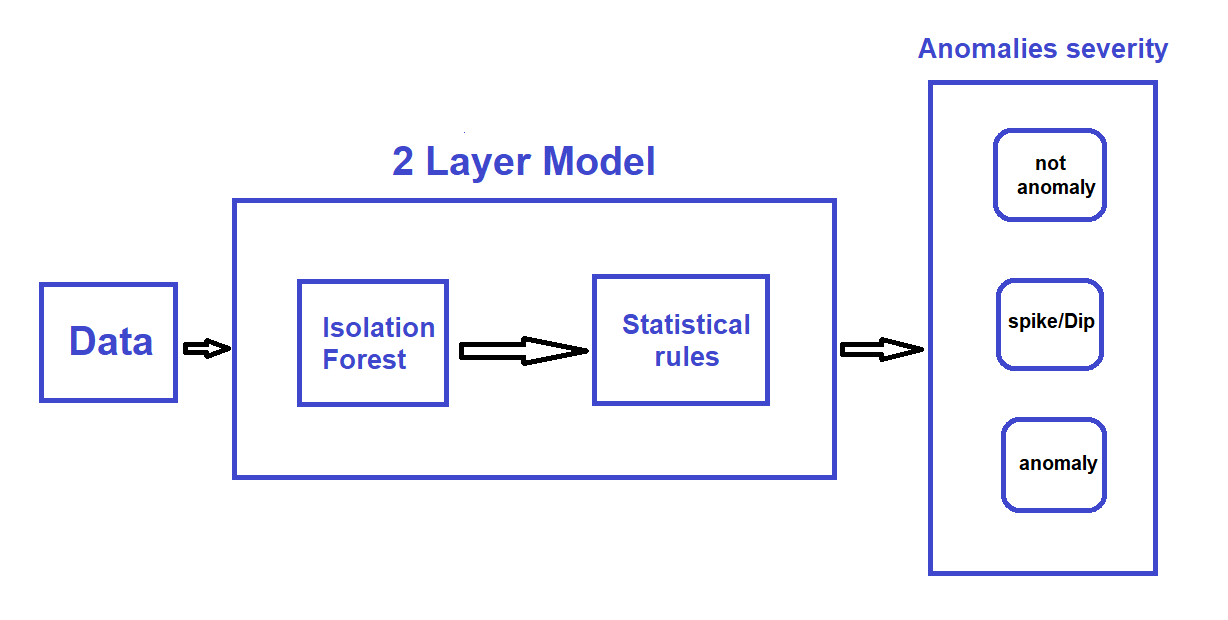 Anomalies severity
2 Layer Model
Data
Isolation
Forest
Statistical
rules
not
anomaly
spike/Dip
anomaly